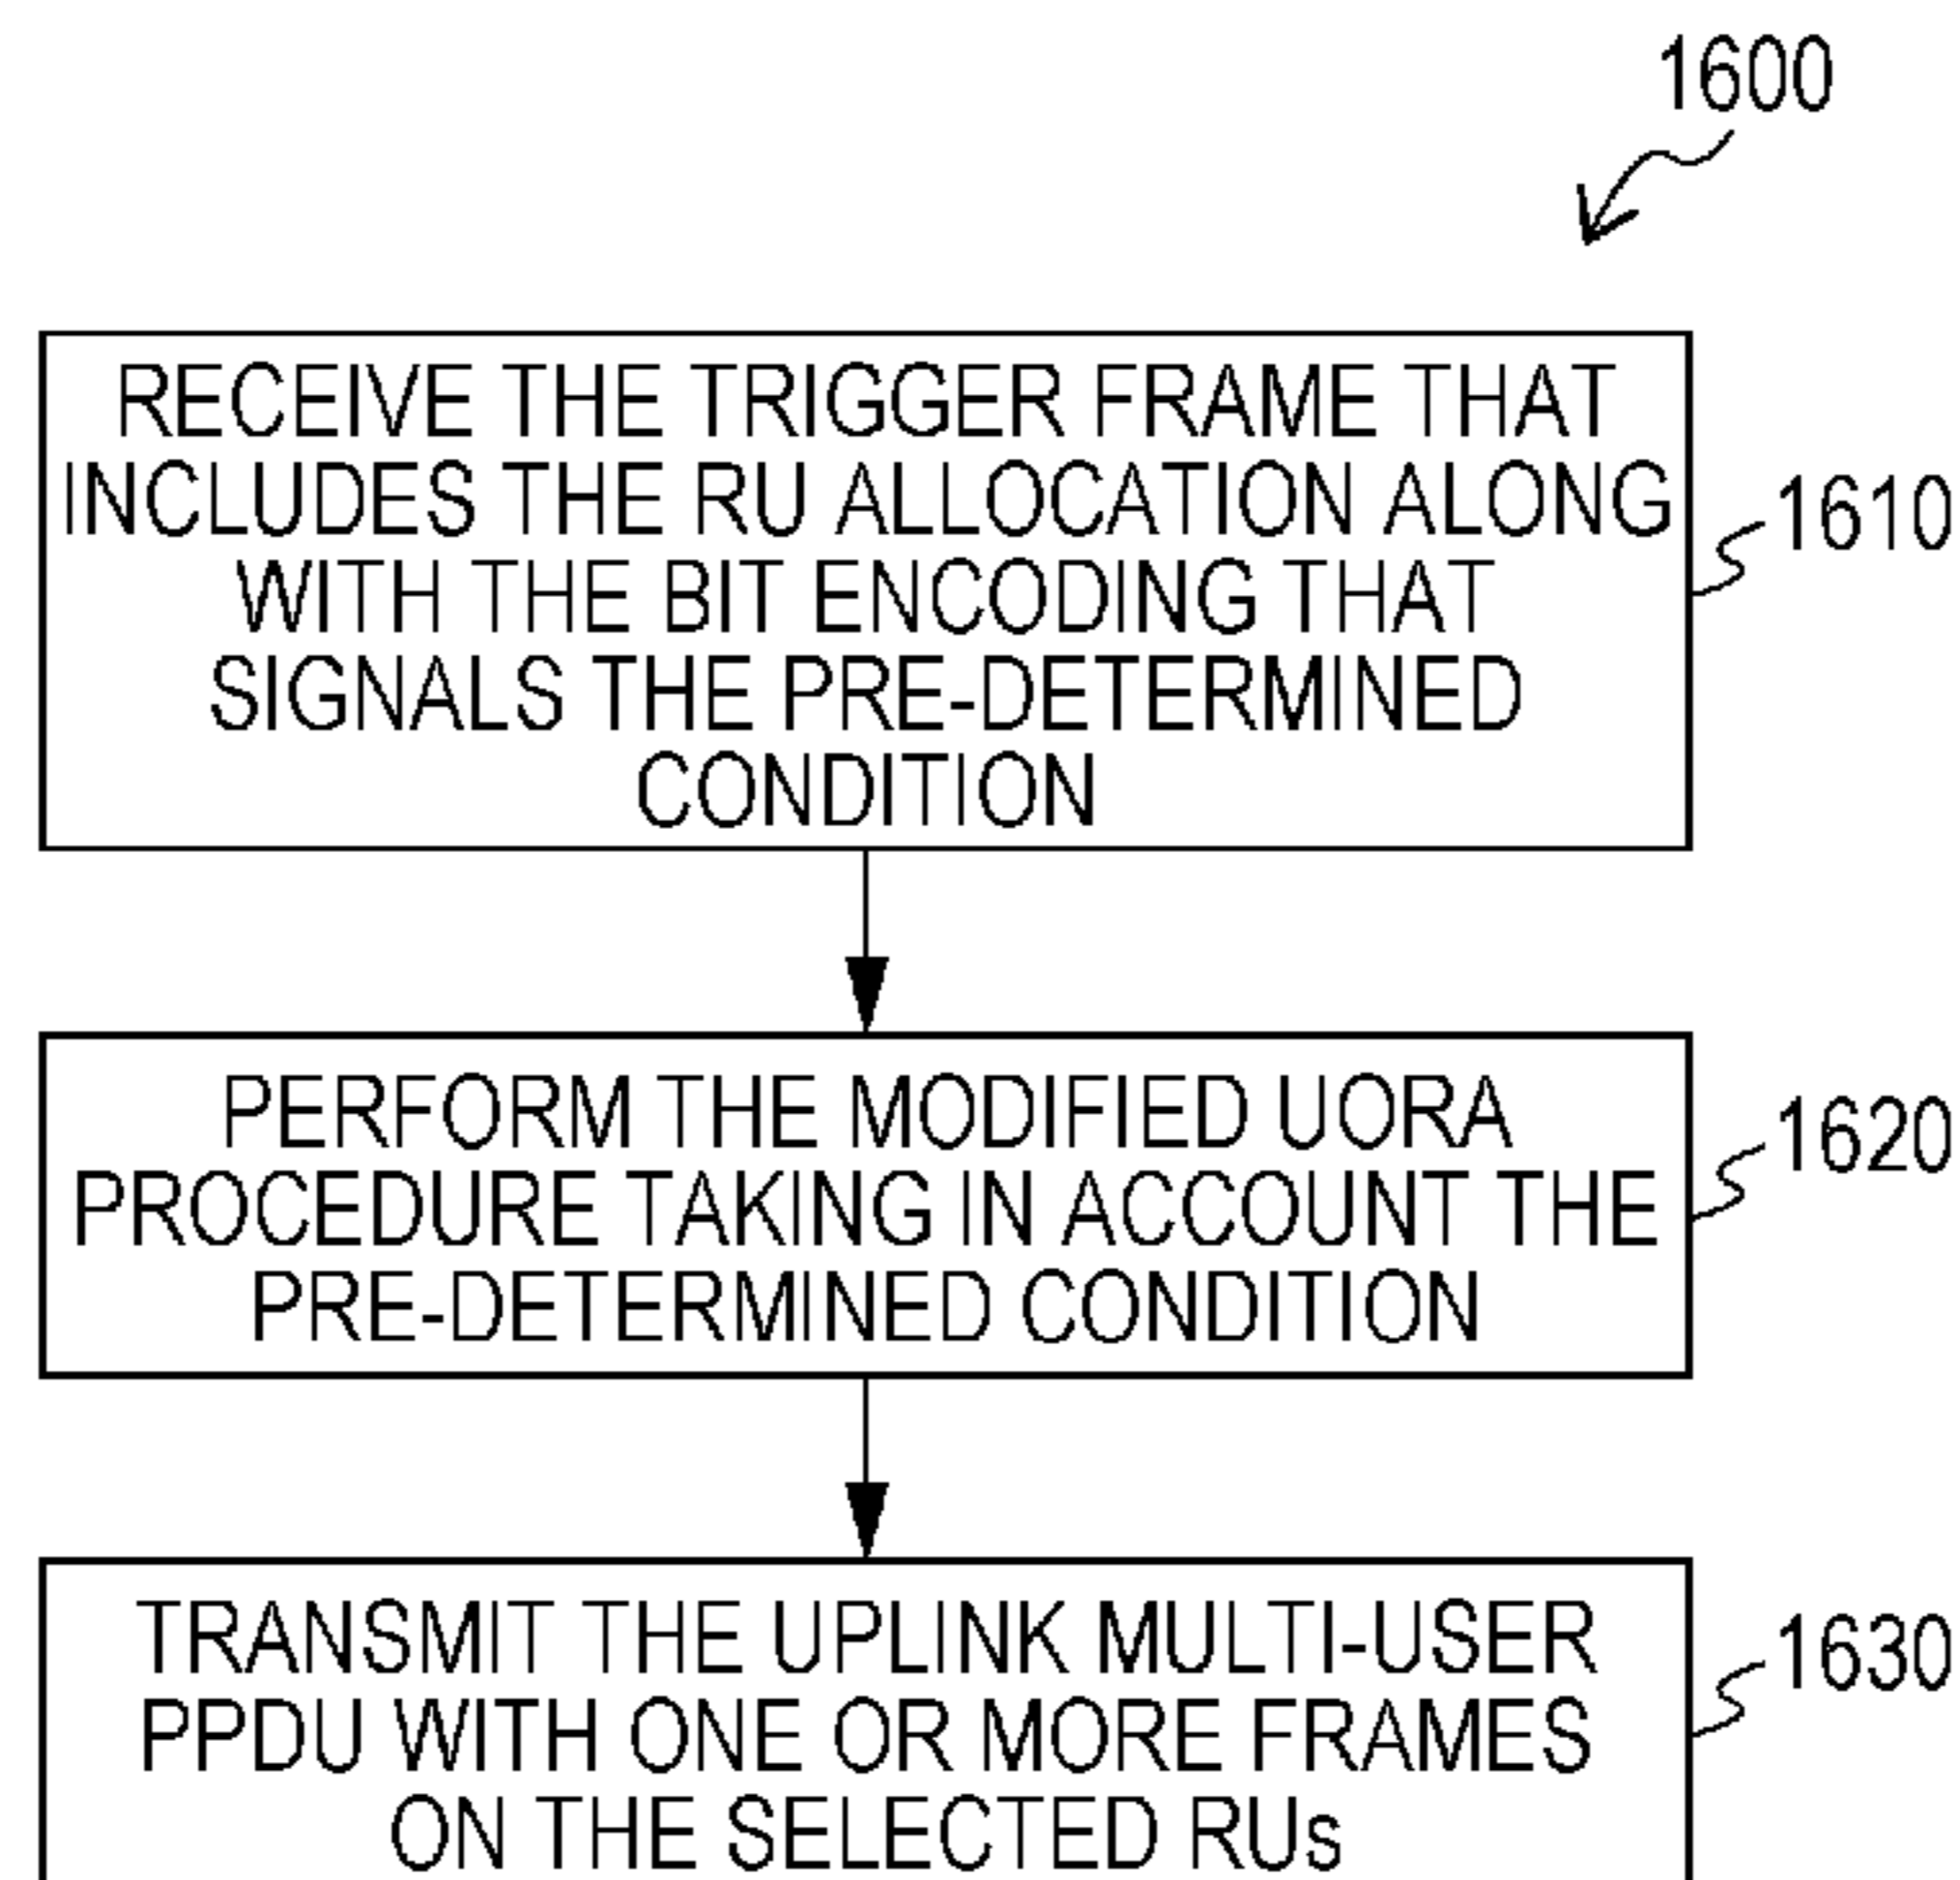 1600
RECEIVE THE TRIGGER FRAME THAT
INCLUDES THE RU ALLOCATION ALONG
WITH THE BIT ENCODING THAT
SIGNALS THE PRE-DETERMINED
CONDITION
1610
PERFORM THE MODIFIED UORA
PROCEDURE TAKING IN ACCOUNT THE
PRE-DETERMINED CONDITION
1620
TRANSMIT THE UPLINK MULTI-USER
PPDU WITH ONE OR MORE FRAMES
ON THE SELECTED RUs
1630